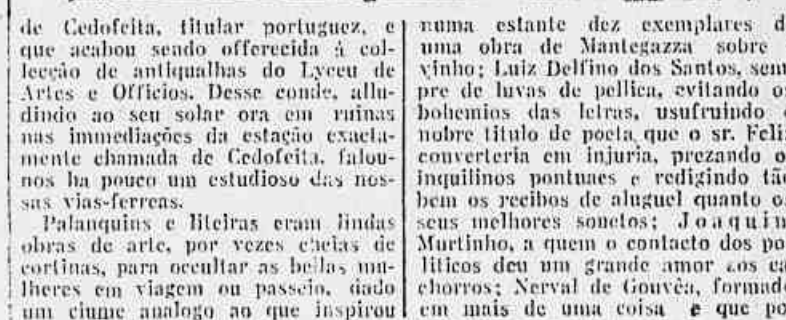 de Cedofeita, titular portuguez, e
que acabou sendo offerecida á col-
lecção de antiqualhas do Lyceu de
Artes e Officios. Desse conde, allu-
dindo ao seu solar ora em ruinas
nas immediações da estação exacta-
mente chamada de Cedofeita, falou-
nos ha pouco um estudioso das nos-
sas vias-ferreas.
Palanquins e liteiras eram lindas
obras de arte, por vezes cheias de
cortinas, para occultar as bellas mu-
lheres em viagem ou passeio, dado
um ciume analogo ao que inspirou
numa estante dez exemplares d
uma obra de Mantegazza sobre
vinho; Luiz Delfino dos Santos, sem
pre de luvas de pellica, evitando o
bohemios das letras, usufruindo
nobre titulo de poeta que o sr. Feli
converteria em injuria, prezando o
inquilinos pontuaes e redigindo tão
bem os recibos de aluguel quanto o
seus melhores sonetos; Joaquim
Murtinho, a quem o contacto dos po
liticos deu um grande amor aos ca
chorros; Nerval de Gouvêa, formad
em mais de uma coisa e que po